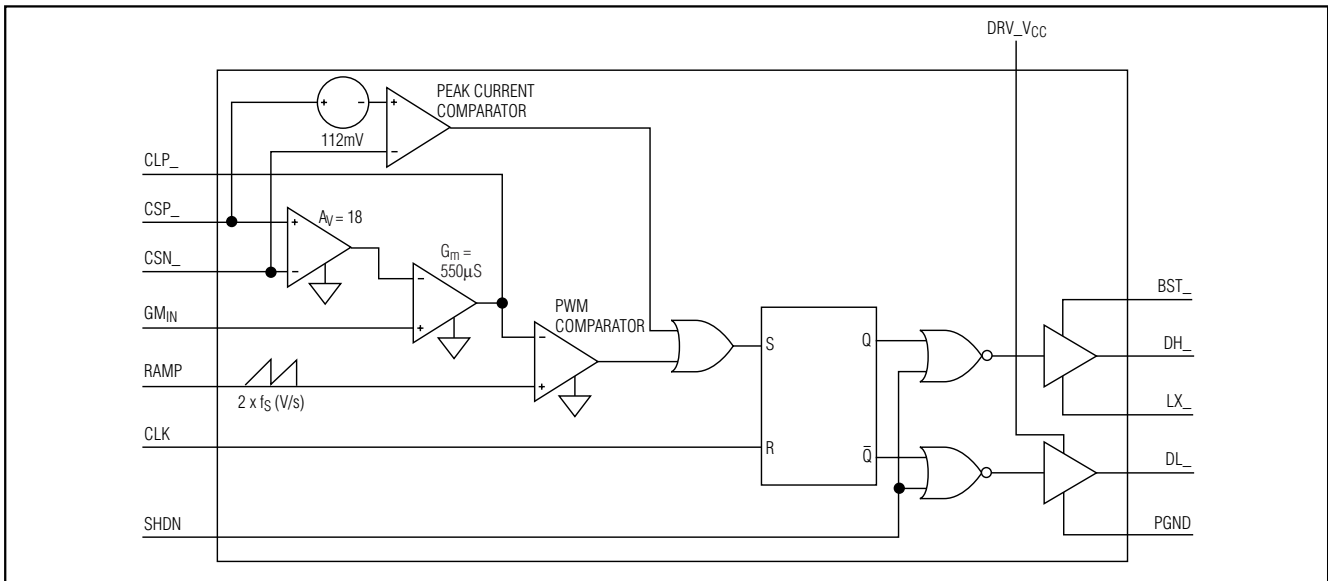 DRV_VCC
PEAK CURRENT
COMPARATOR
+ -
+
-
112mV
CLP_
CSP_
AV = 18
+
-
CSN_
Gm =
550µS
-
+
GMIN
PWM
COMPARATOR
-
+
RAMP
2 x fS (V/s)
CLK
S
Q
R
Q̅
SHDN
BST_
DH_
LX_
DL_
PGND